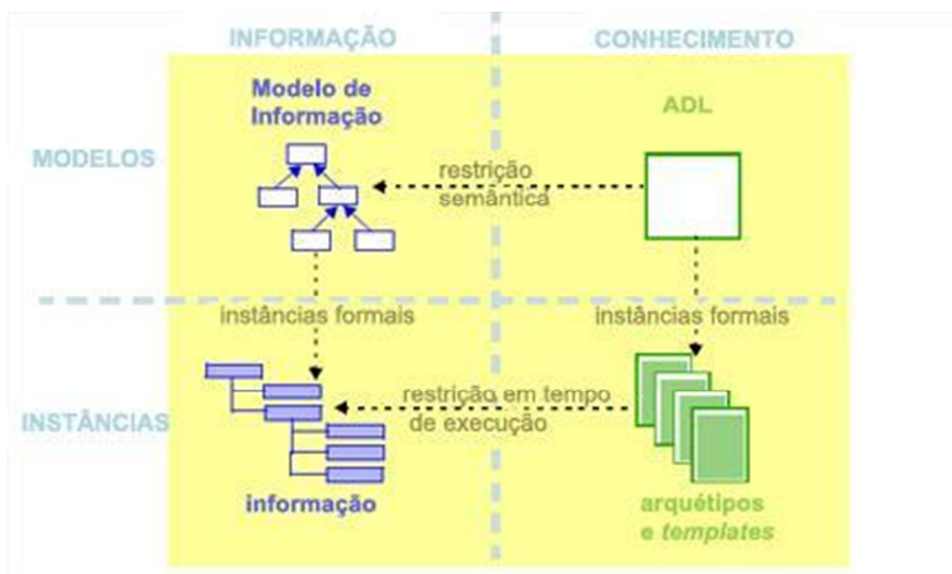 INFORMAÇÃO
CONHECIMENTO
Modelo de
Informação
ADL
MODELOS
restrição
semântica
instâncias formais
instâncias formais
restrição em tempo
de execução
INSTÂNCIAS
informação
arquétipos
e templates